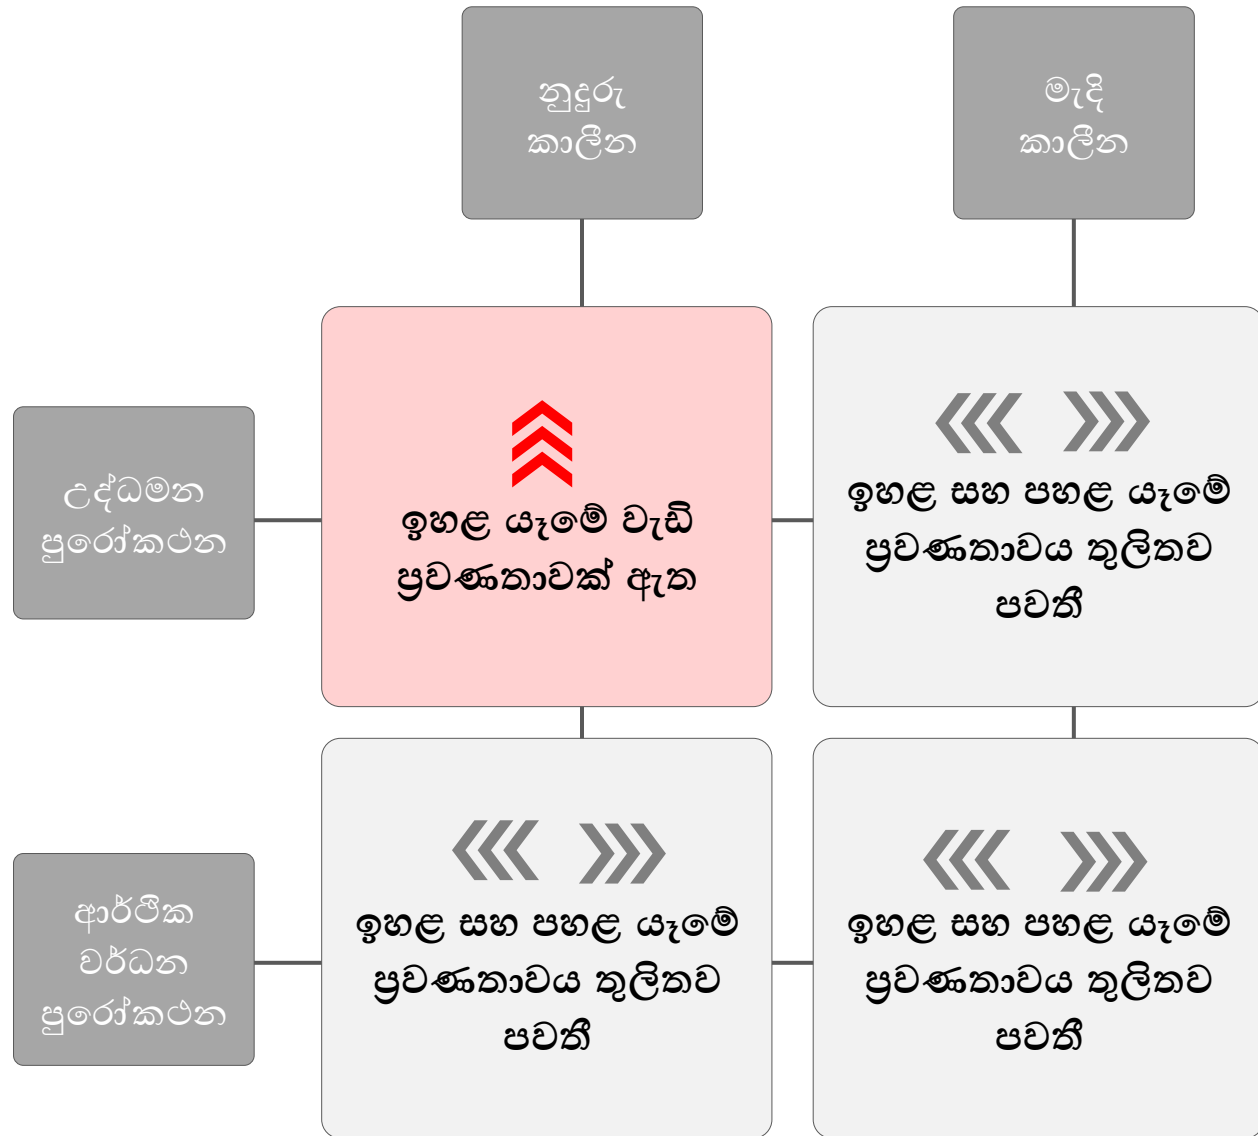 නුදුරු
කාලීන
මැදි
කාලීන
උද්ධමන
පුරෝකථන
ඉහළ යෑමේ වැඩි
ප්‍රවණතාවක් ඇත
ඉහළ සහ පහළ යෑමේ
ප්‍රවණතාවය තුලිතව
පවතී
ආර්ථික
වර්ධන
පුරෝකථන
ඉහළ සහ පහළ යෑමේ
ප්‍රවණතාවය තුලිතව
පවතී
ඉහළ සහ පහළ යෑමේ
ප්‍රවණතාවය තුලිතව
පවතී